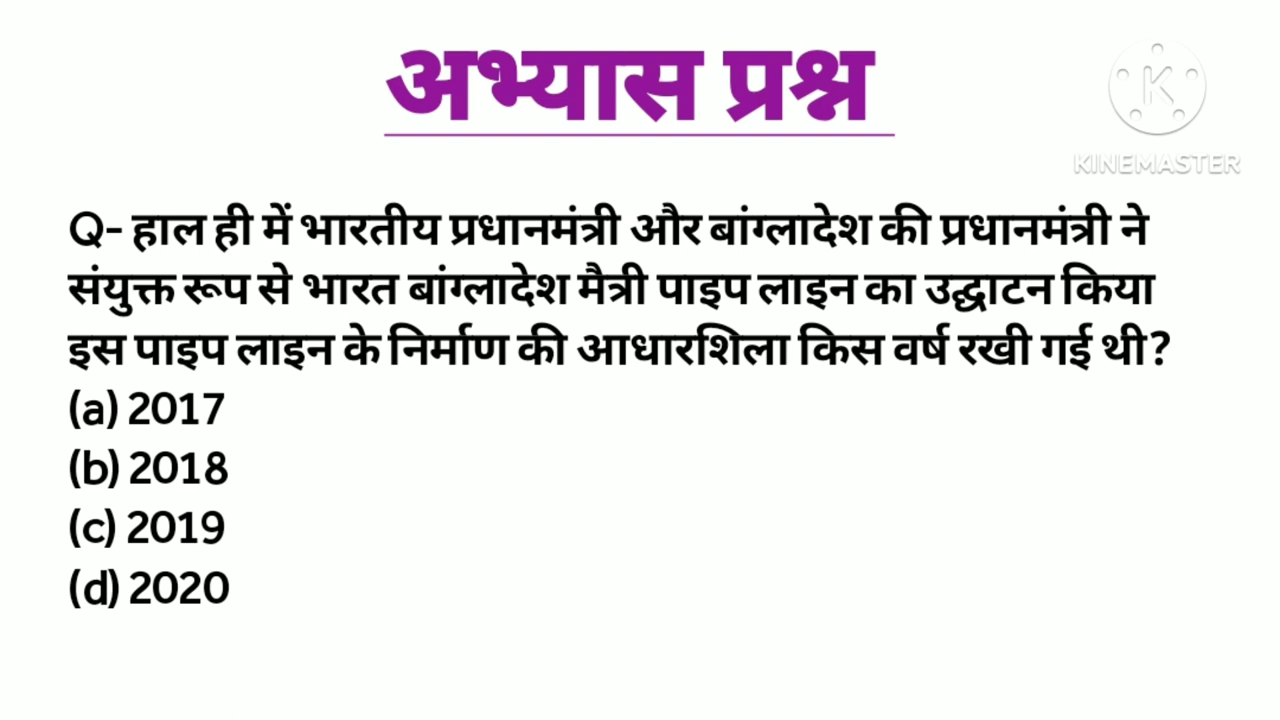 अभ्यास प्रश्न
KINEMASTER
Q- हाल ही में भारतीय प्रधानमंत्री और बांग्लादेश की प्रधानमंत्री ने
संयुक्त रूप से भारत बांग्लादेश मैत्री पाइप लाइन का उद्घाटन किया
इस पाइप लाइन के निर्माण की आधारशिला किस वर्ष रखी गई थी?
(a) 2017
(b) 2018
(c) 2019
(d) 2020